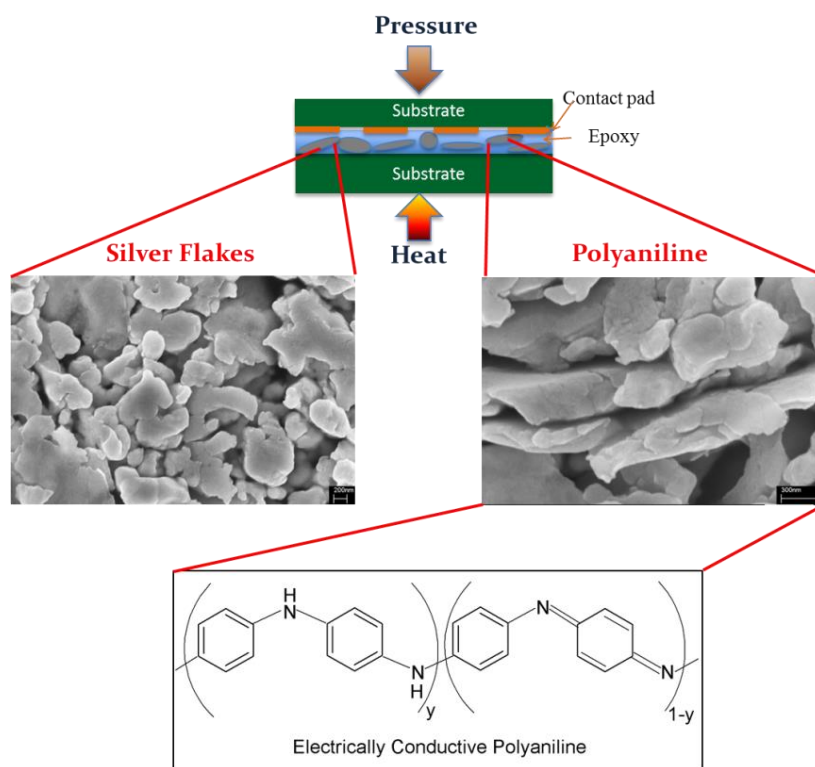 Pressure
Substrate
Contact pad
Epoxy
Substrate
Silver Flakes
Heat
Polyaniline
200nm
300nm
H
N
N
H
y
N
N
1-y
Electrically Conductive Polyaniline